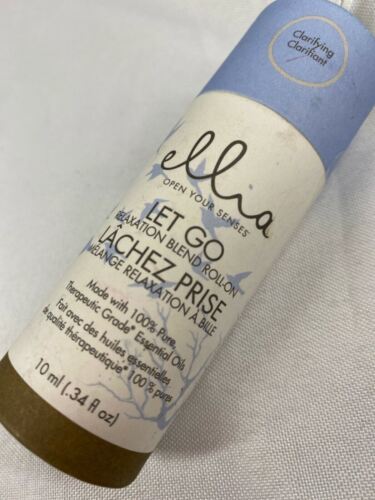 Clarifying
Clarifiant
ellia
OPEN YOUR SENSES
LET GO
RELAXATION BLEND ROLL-ON
LÂCHEZ PRISE
MÉLANGE RELAXATION À BILLE
Made with 100% Pure,
Therapeutic Grade* Essential Oils
Fait avec des huiles essentielles
de qualité thérapeutique* 100% pures
10 ml (.34 fl oz)